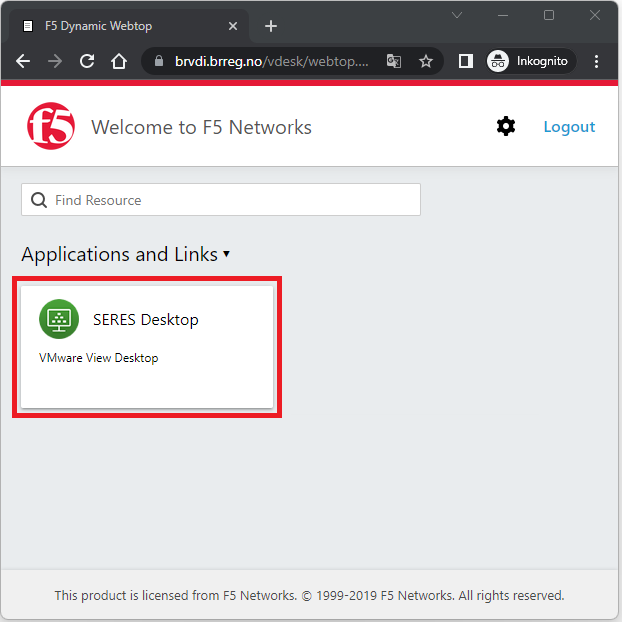 F5 Dynamic Webtop
brvdi.brreg.no/vdesk/webtop....
Inkognito
f5
Welcome to F5 Networks
Logout
Find Resource
Applications and Links
SERES Desktop
VMware View Desktop
This product is licensed from F5 Networks. © 1999-2019 F5 Networks. All rights reserved.